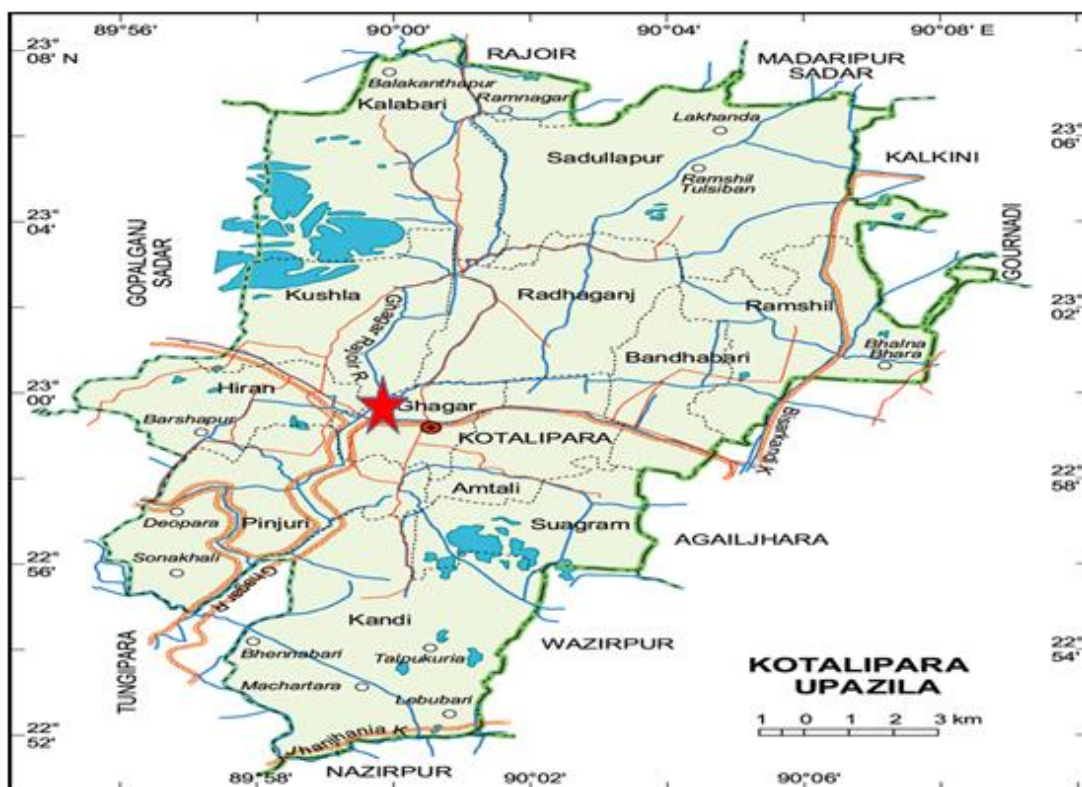 89°56'
90°00'
90°04'
90°08' E
23°
08' N
RAJOIR
MADARIPUR
SADAR
Balakanthapur
Kalabari
Ramnagar
Lakhanda
23°
06'
Sadullapur
KALKINI
Ramshil
Tulsiban
23°
04'
GOPALGANJ
SADAR
GOURNADI
Kushla
Radhaganj
Ramshil
23°
02'
Ghagar Rajoir R.
Bandhabari
Bhalna
Bhara
Hiran
23°
00'
Ghagar
Barshapur
KOTALIPARA
Bisarkandi K.
22°
58'
Amtali
Deopara
Pinjuri
Suagram
AGAILJHARA
Sonakhali
22°
56'
Ghagar R.
Kandi
WAZIRPUR
TUNGIPARA
Bhennabari
Talpukuria
22°
54'
KOTALIPARA
UPAZILA
Machartara
Lebubari
1 0 1 2 3 km
22°
52'
Jhanjhania K.
NAZIRPUR
89°58'
90°02'
90°06'